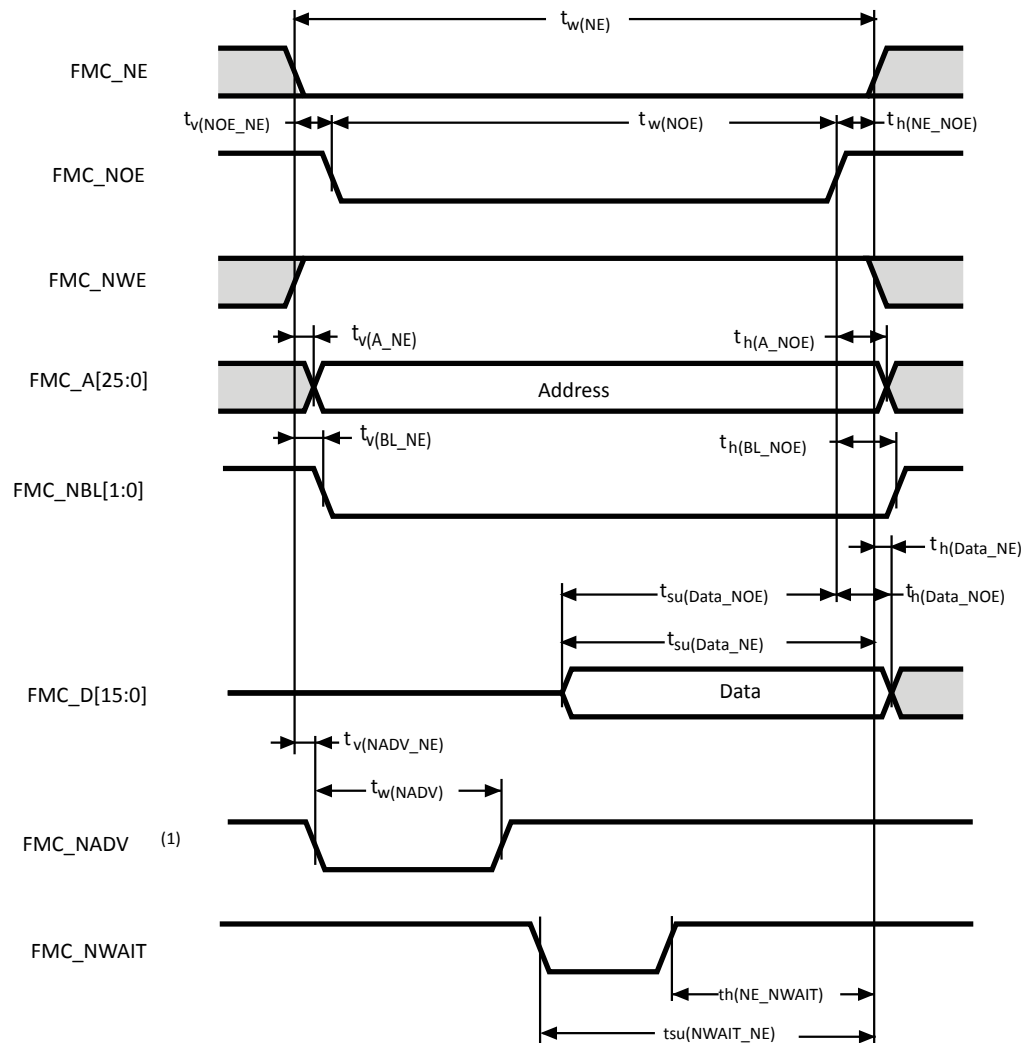 tw(NE)
FMC_NE
tv(NOE_NE)
tw(NOE)
th(NE_NOE)
FMC_NOE
FMC_NWE
tv(A_NE)
th(A_NOE)
FMC_A[25:0]
Address
tv(BL_NE)
th(BL_NOE)
FMC_NBL[1:0]
th(Data_NE)
tsu(Data_NOE)
th(Data_NOE)
tsu(Data_NE)
FMC_D[15:0]
Data
tv(NADV_NE)
tw(NADV)
FMC_NADV (1)
FMC_NWAIT
th(NE_NWAIT)
tsu(NWAIT_NE)